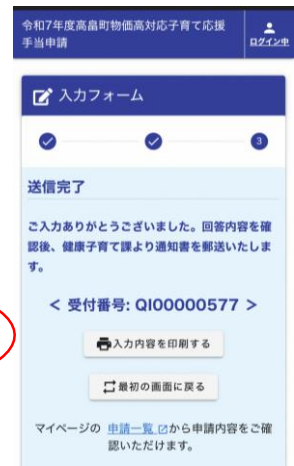 令和7年度高畠町物価高対応子育て応援
手当申請
ログイン中
入力フォーム
3
送信完了
ご入力ありがとうございました。回答内容を確
認後、健康子育て課より通知書を郵送いたしま
す。
< 受付番号: QI00000577 >
入力内容を印刷する
最初の画面に戻る
マイページの 申請一覧 から申請内容をご確
認いただけます。